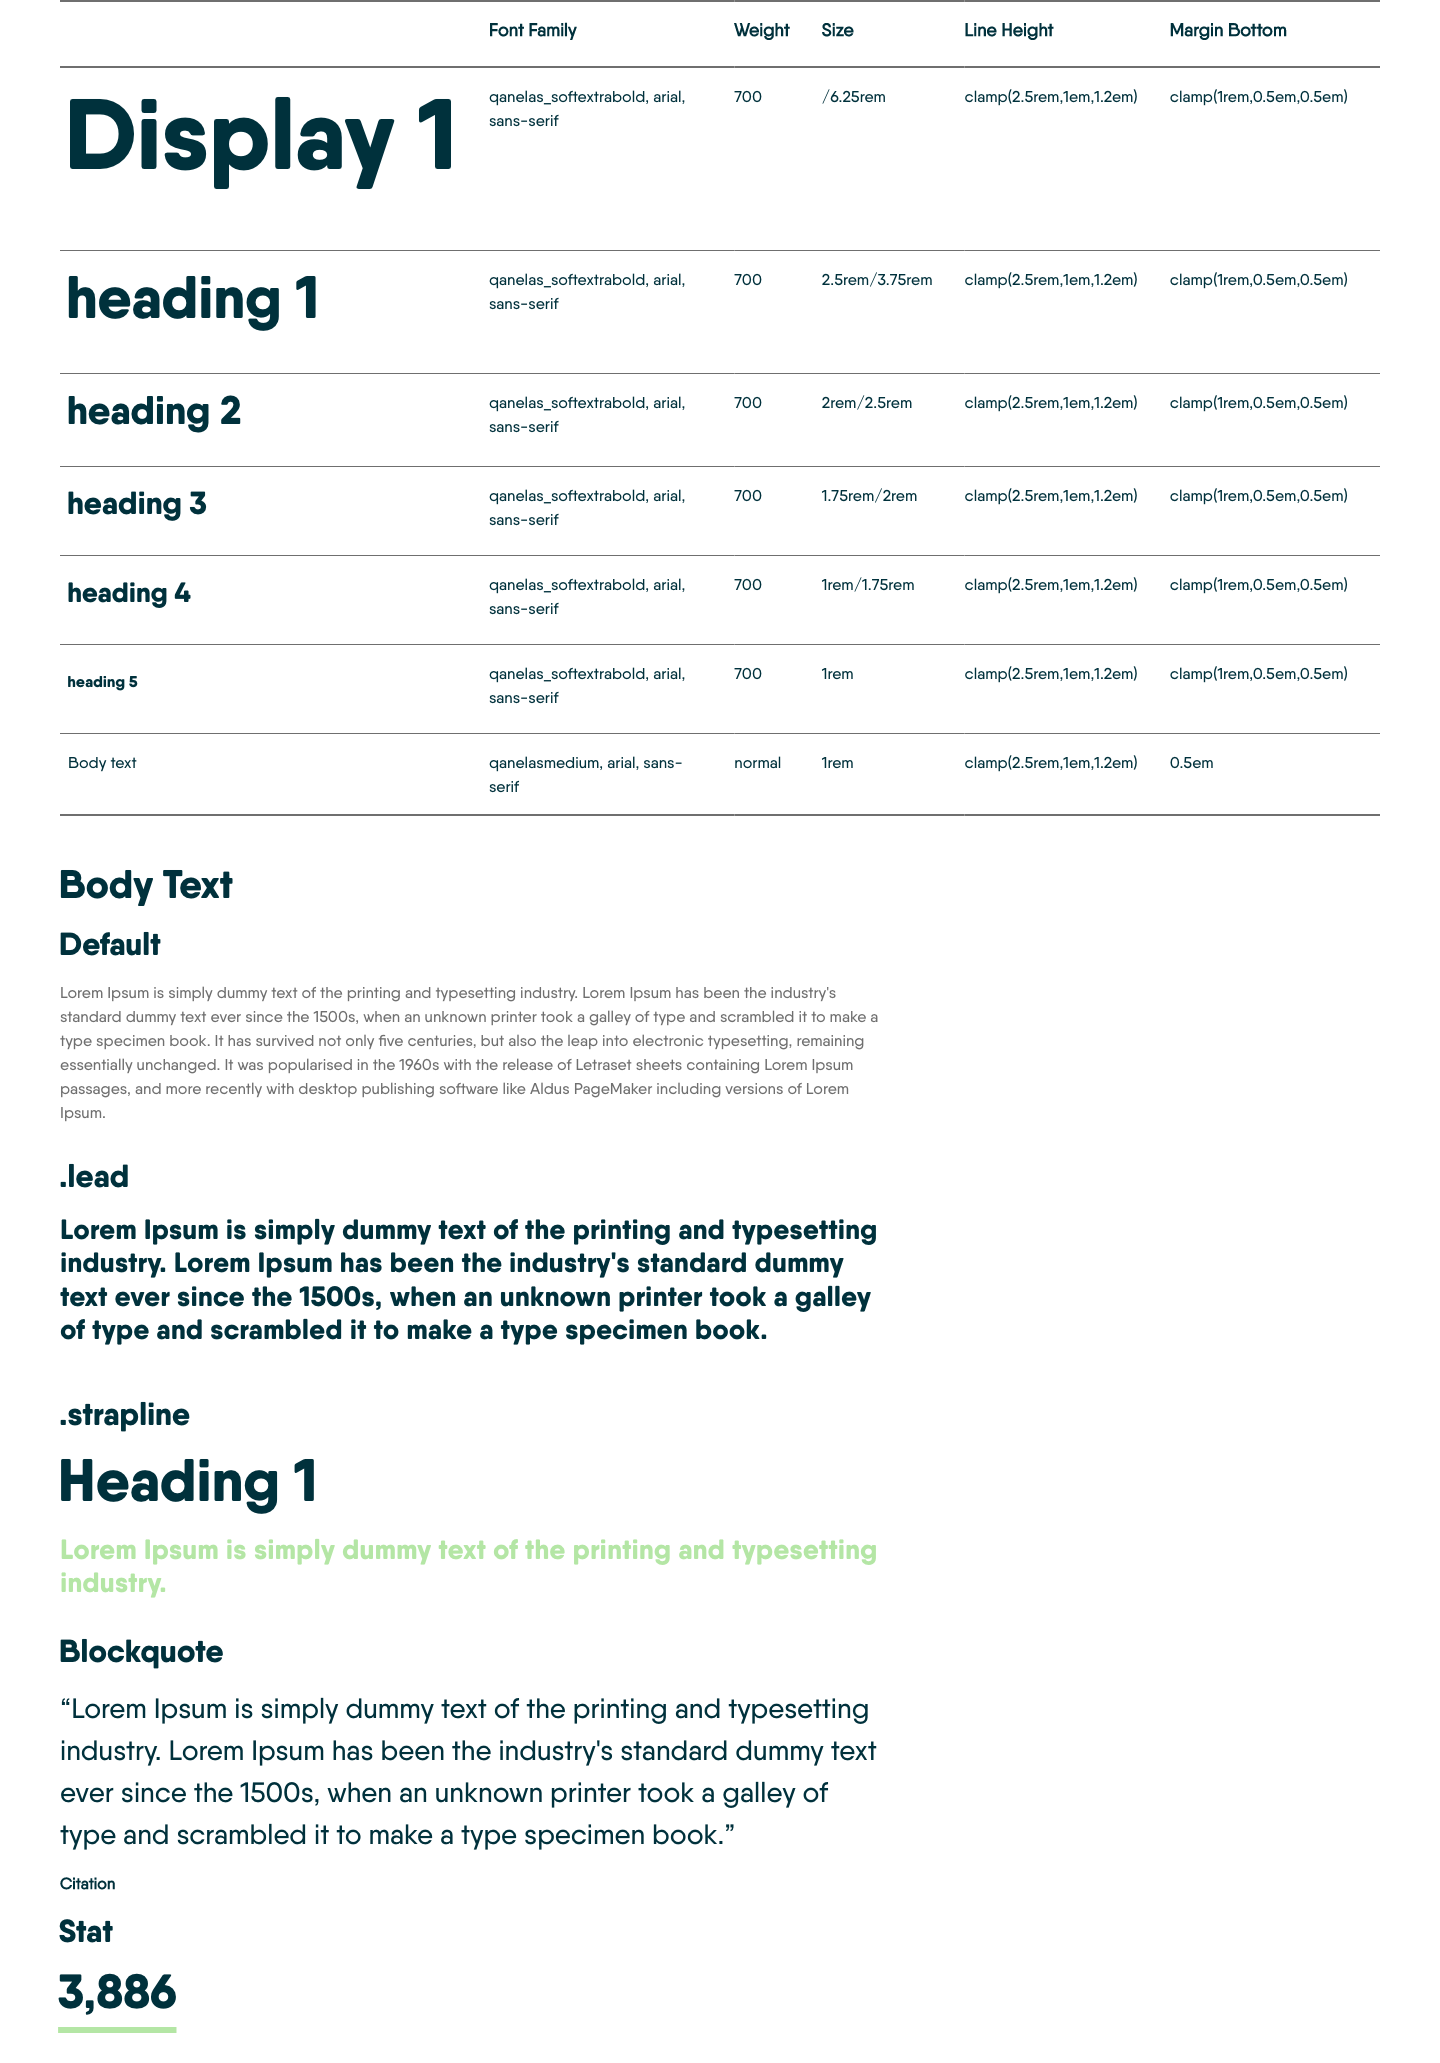 Font Family Weight Size Line Height Margin Bottom
Display 1 qanelas_softextrabold, arial, 700 /6.25rem clamp(2.5rem,1em,1.2em) clamp(1rem,0.5em,0.5em)
sans-serif
heading 1 qanelas_softextrabold, arial, 700 2.5rem/3.75rem clamp(2.5rem,1em,1.2em) clamp(1rem,0.5em,0.5em)
sans-serif
heading 2 qanelas_softextrabold, arial, 700 2rem/2.5rem clamp(2.5rem,1em,1.2em) clamp(1rem,0.5em,0.5em)
sans-serif
heading 3 qanelas_softextrabold, arial, 700 1.75rem/2rem clamp(2.5rem,1em,1.2em) clamp(1rem,0.5em,0.5em)
sans-serif
heading 4 qanelas_softextrabold, arial, 700 1rem/1.75rem clamp(2.5rem,1em,1.2em) clamp(1rem,0.5em,0.5em)
sans-serif
heading 5 qanelas_softextrabold, arial, 700 1rem clamp(2.5rem,1em,1.2em) clamp(1rem,0.5em,0.5em)
sans-serif
Body text qanelasmedium, arial, sans- normal 1rem clamp(2.5rem,1em,1.2em) 0.5em
serif
Body Text
Default
Lorem Ipsum is simply dummy text of the printing and typesetting industry. Lorem Ipsum has been the industry's
standard dummy text ever since the 1500s, when an unknown printer took a galley of type and scrambled it to make a
type specimen book. It has survived not only five centuries, but also the leap into electronic typesetting, remaining
essentially unchanged. It was popularised in the 1960s with the release of Letraset sheets containing Lorem Ipsum
passages, and more recently with desktop publishing software like Aldus PageMaker including versions of Lorem
Ipsum.
.lead
Lorem Ipsum is simply dummy text of the printing and typesetting
industry. Lorem Ipsum has been the industry's standard dummy
text ever since the 1500s, when an unknown printer took a galley
of type and scrambled it to make a type specimen book.
.strapline
Heading 1
Lorem Ipsum is simply dummy text of the printing and typesetting
industry.
Blockquote
“Lorem Ipsum is simply dummy text of the printing and typesetting
industry. Lorem Ipsum has been the industry's standard dummy text
ever since the 1500s, when an unknown printer took a galley of
type and scrambled it to make a type specimen book.”
Citation
Stat
3,886